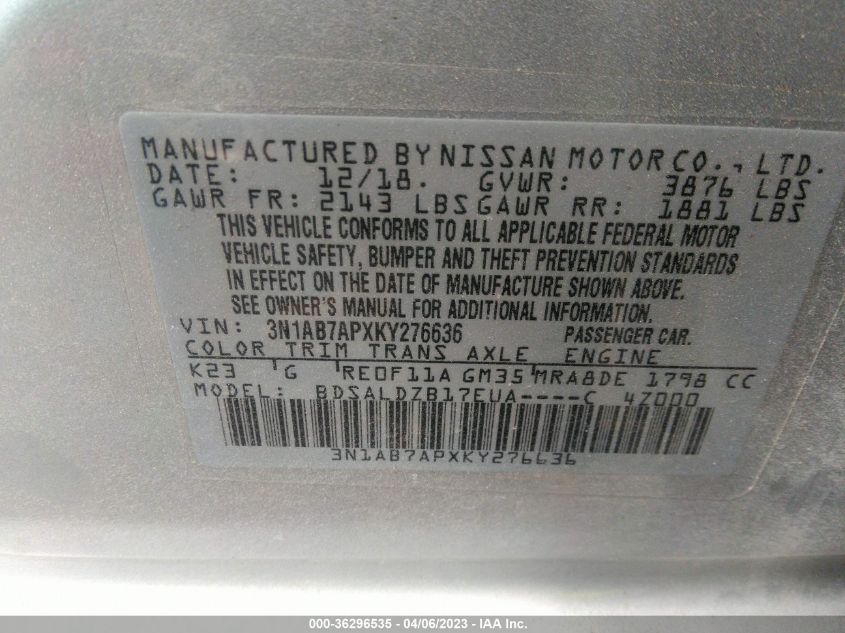 MANUFACTURED BY NISSAN MOTOR CO., LTD.
DATE: 12/18. GVWR: 3876 LBS
GAWR FR: 2143 LBS GAWR RR: 1881 LBS
THIS VEHICLE CONFORMS TO ALL APPLICABLE FEDERAL MOTOR
VEHICLE SAFETY, BUMPER AND THEFT PREVENTION STANDARDS
IN EFFECT ON THE DATE OF MANUFACTURE SHOWN ABOVE.
SEE OWNER'S MANUAL FOR ADDITIONAL INFORMATION.
VIN: 3N1AB7APXKY276636 PASSENGER CAR.
COLOR TRIM TRANS AXLE ENGINE
K23 G RE0F11A GM35 MRA8DE 1798 CC
MODEL: BDSALDZB17EUA----C 4Z000
3N1AB7APXKY276636
000-36296535 - 04/06/2023 - IAA Inc.